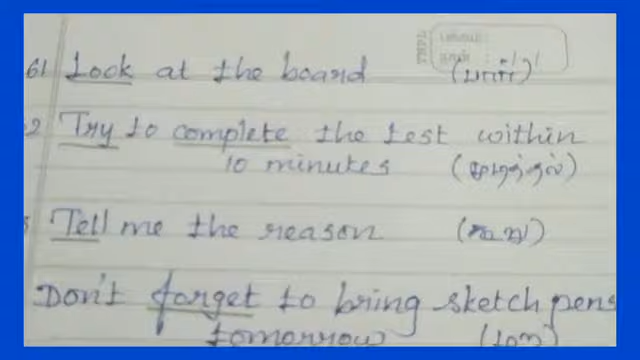 61 Look at the board (பார்)
2 Try to complete the test within
10 minutes (முடித்தல்)
Tell me the reason (கூறு)
Don't forget to bring sketch pens
tomorrow